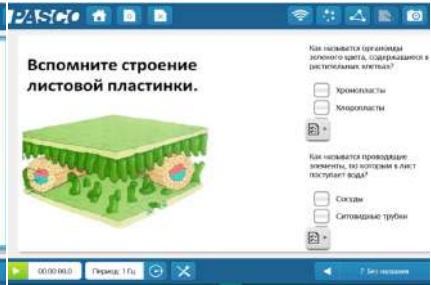 PASCO
Вспомните строение
листовой пластинки.
Как называются органоиды
зеленого цвета, содержащиеся в
растительных клетках?
Хромопласты
Хлоропласты
Как называются проводящие
элементы, по которым в лист
поступает вода?
Сосуды
Ситовидные трубки
00:00:00,0
Период: 1 Гц
7: Без названия